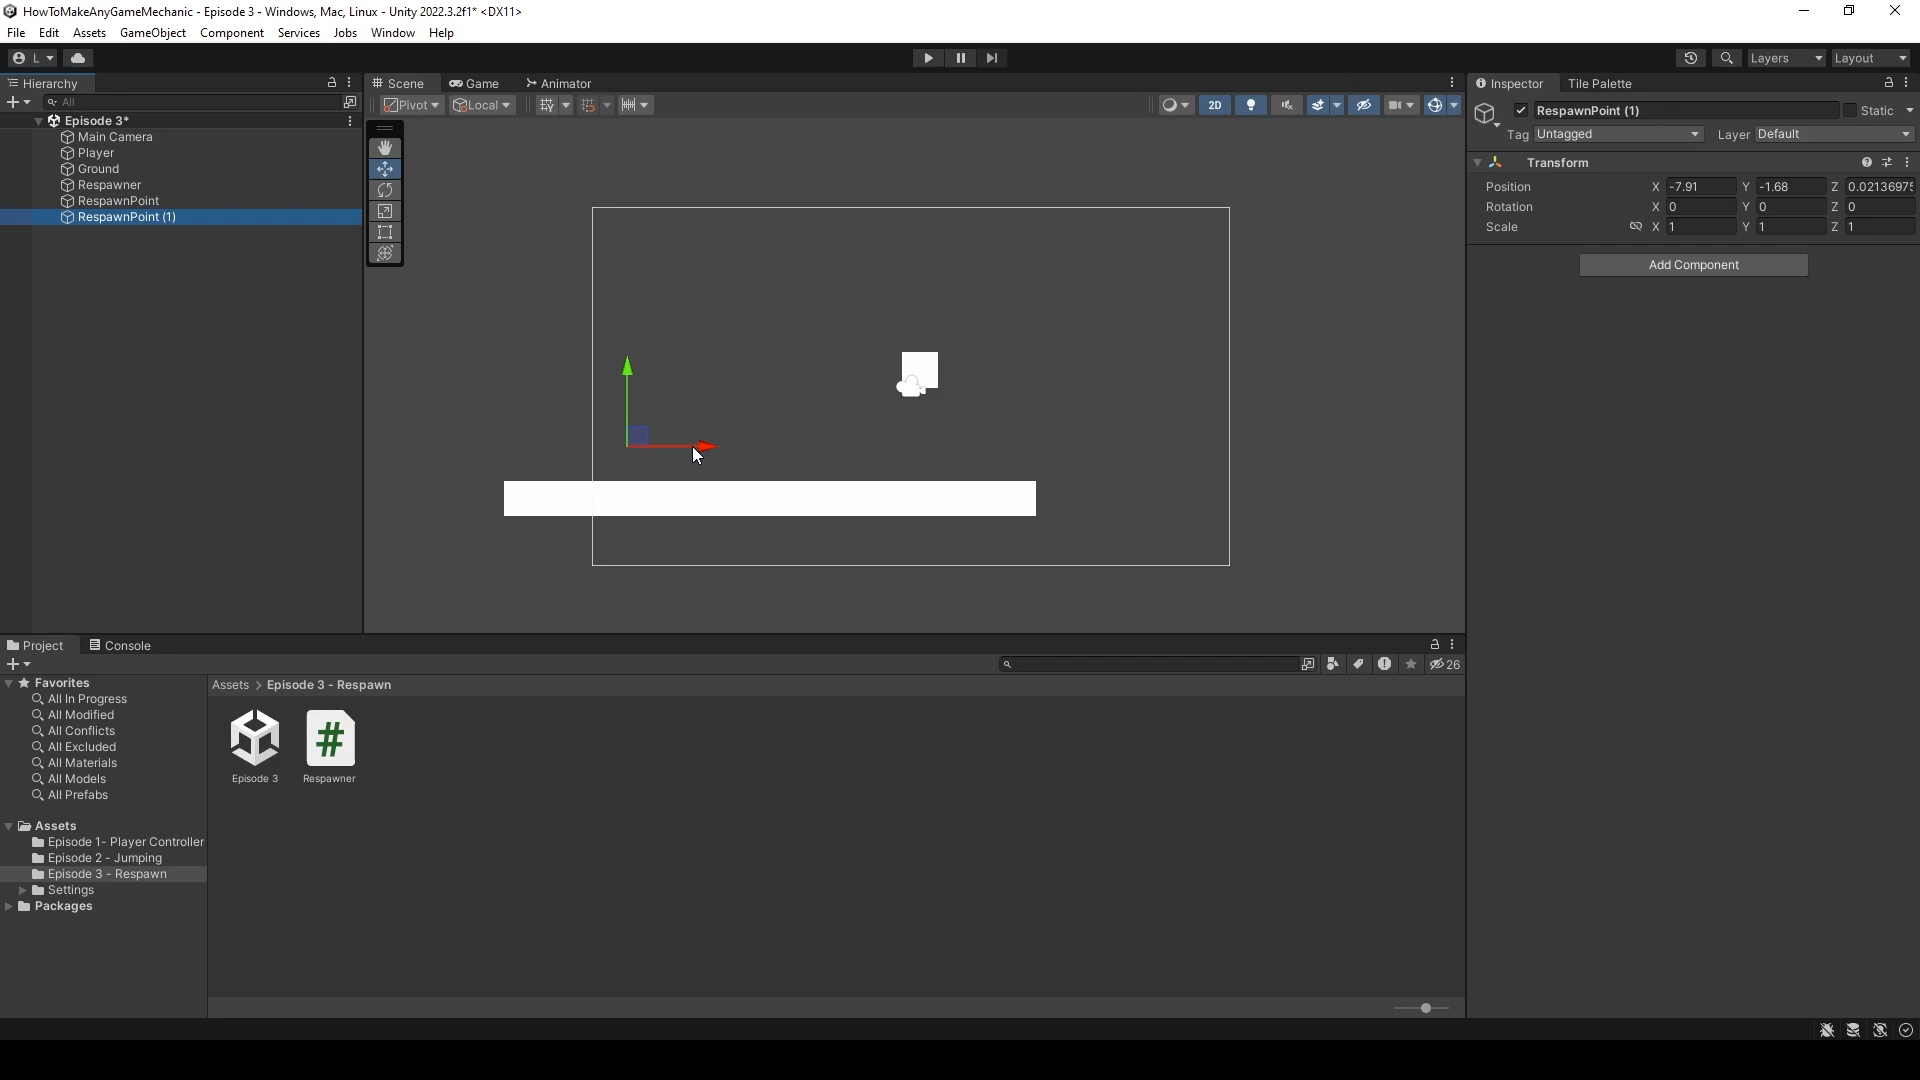 HowToMakeAnyGameMechanic - Episode 3 - Windows, Mac, Linux - Unity 2022.3.2f1* <DX11>
File Edit Assets GameObject Component Services Jobs Window Help
L
Layers Layout
Hierarchy
All
Episode 3*
Main Camera
Player
Ground
Respawner
RespawnPoint
RespawnPoint (1)
Scene Game Animator
Pivot Local 2D
Inspector Tile Palette
RespawnPoint (1) Static
Tag Untagged Layer Default
Transform
Position X -7.91 Y -1.68 Z 0.02136975
Rotation X 0 Y 0 Z 0
Scale X 1 Y 1 Z 1
Add Component
Project Console
26
Favorites
All In Progress
All Modified
All Conflicts
All Excluded
All Materials
All Models
All Prefabs
Assets
Episode 1- Player Controller
Episode 2 - Jumping
Episode 3 - Respawn
Settings
Packages
Assets > Episode 3 - Respawn
Episode 3 Respawner